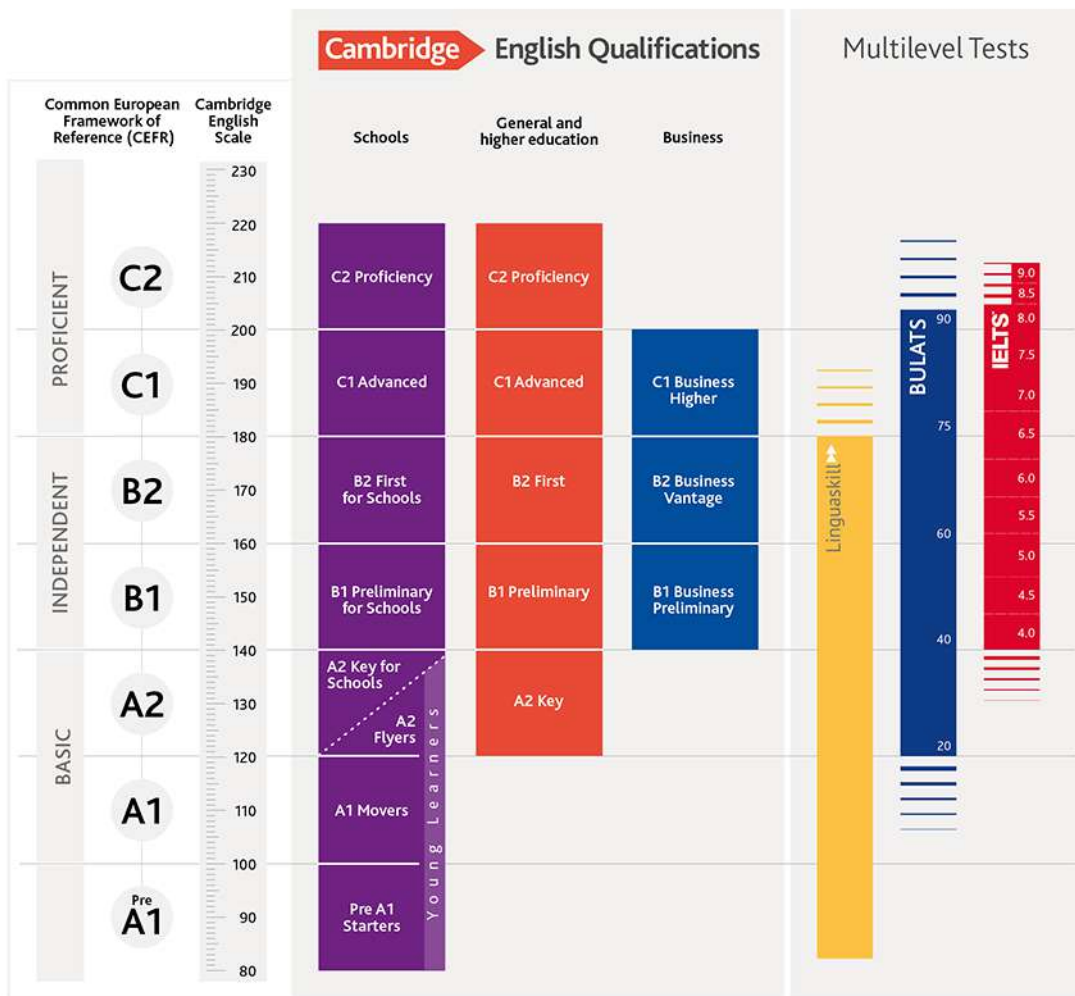 Cambridge English Qualifications
Multilevel Tests
Common European
Framework of
Reference (CEFR)
Cambridge
English
Scale
Schools
General and
higher education
Business
PROFICIENT
INDEPENDENT
BASIC
C2
C1
B2
B1
A2
A1
Pre
A1
230
220
210
200
190
180
170
160
150
140
130
120
110
100
90
80
C2 Proficiency
C1 Advanced
B2 First
for Schools
B1 Preliminary
for Schools
A2 Key for
Schools
A2
Flyers
A1 Movers
Pre A1
Starters
Young Learners
C2 Proficiency
C1 Advanced
B2 First
B1 Preliminary
A2 Key
C1 Business
Higher
B2 Business
Vantage
B1 Business
Preliminary
Linguaskill
BULATS
90
75
60
40
20
IELTS
9.0
8.5
8.0
7.5
7.0
6.5
6.0
5.5
5.0
4.5
4.0